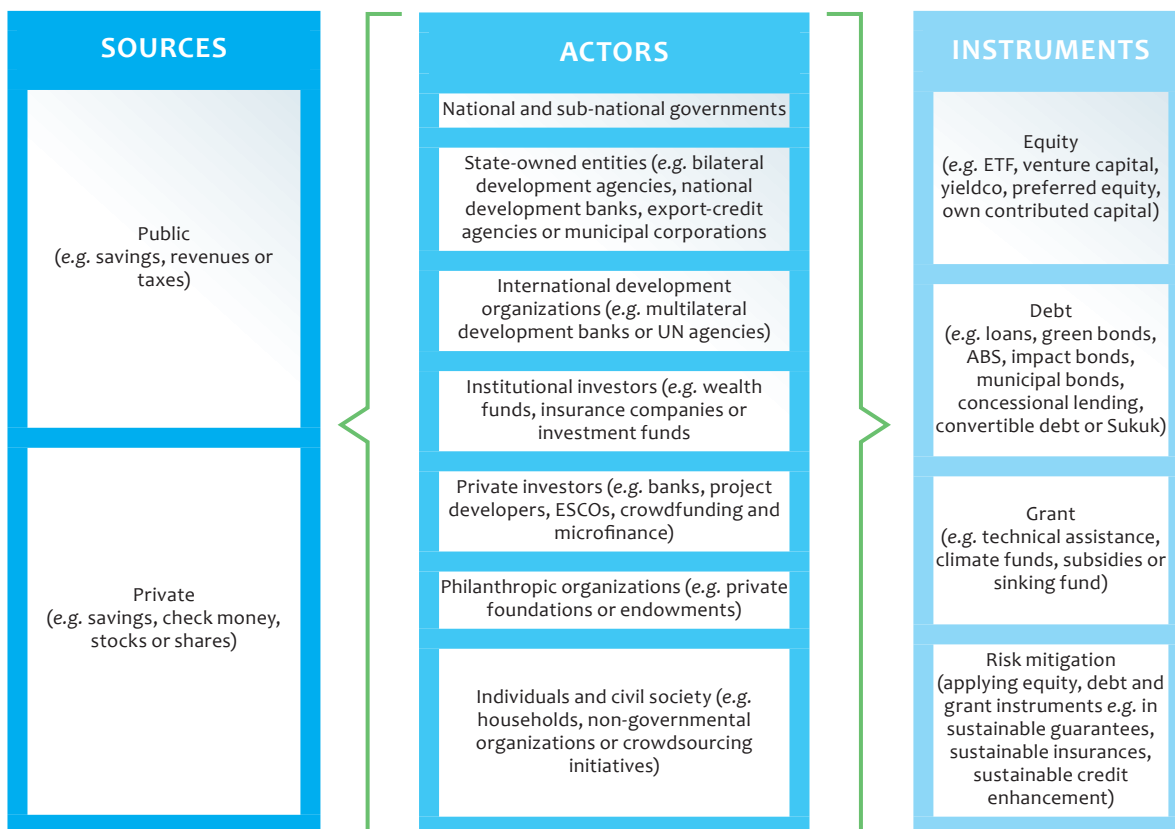 SOURCES
Public
(e.g. savings, revenues or
taxes)
Private
(e.g. savings, check money,
stocks or shares)
ACTORS
National and sub-national governments
State-owned entities (e.g. bilateral
development agencies, national
development banks, export-credit
agencies or municipal corporations
International development
organizations (e.g. multilateral
development banks or UN agencies)
Institutional investors (e.g. wealth
funds, insurance companies or
investment funds
Private investors (e.g. banks, project
developers, ESCOs, crowdfunding and
microfinance)
Philanthropic organizations (e.g. private
foundations or endowments)
Individuals and civil society (e.g.
households, non-governmental
organizations or crowdsourcing
initiatives)
INSTRUMENTS
Equity
(e.g. ETF, venture capital,
yieldco, preferred equity,
own contributed capital)
Debt
(e.g. loans, green bonds,
ABS, impact bonds,
municipal bonds,
concessional lending,
convertible debt or Sukuk)
Grant
(e.g. technical assistance,
climate funds, subsidies or
sinking fund)
Risk mitigation
(applying equity, debt and
grant instruments e.g. in
sustainable guarantees,
sustainable insurances,
sustainable credit
enhancement)